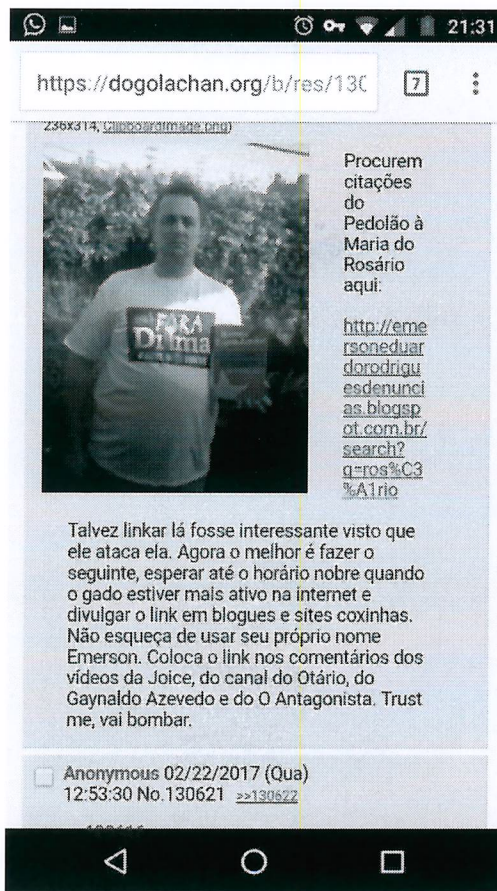 21:31
https://dogolachan.org/b/res/130
7
236x314, ClipboardImage.png)
FORA
Dilma
Procurem
citações
do
Pedolão à
Maria do
Rosário
aqui:
http://eme
rsoneduar
dorodrigu
esdenunci
as.blogsp
ot.com.br/
search?
q=ros%C3
%A1rio
Talvez linkar lá fosse interessante visto que
ele ataca ela. Agora o melhor é fazer o
seguinte, esperar até o horário nobre quando
o gado estiver mais ativo na internet e
divulgar o link em blogues e sites coxinhas.
Não esqueça de usar seu próprio nome
Emerson. Coloca o link nos comentários dos
vídeos da Joice, do canal do Otário, do
Gaynaldo Azevedo e do O Antagonista. Trust
me, vai bombar.
Anonymous 02/22/2017 (Qua)
12:53:30 No.130621 >>130622